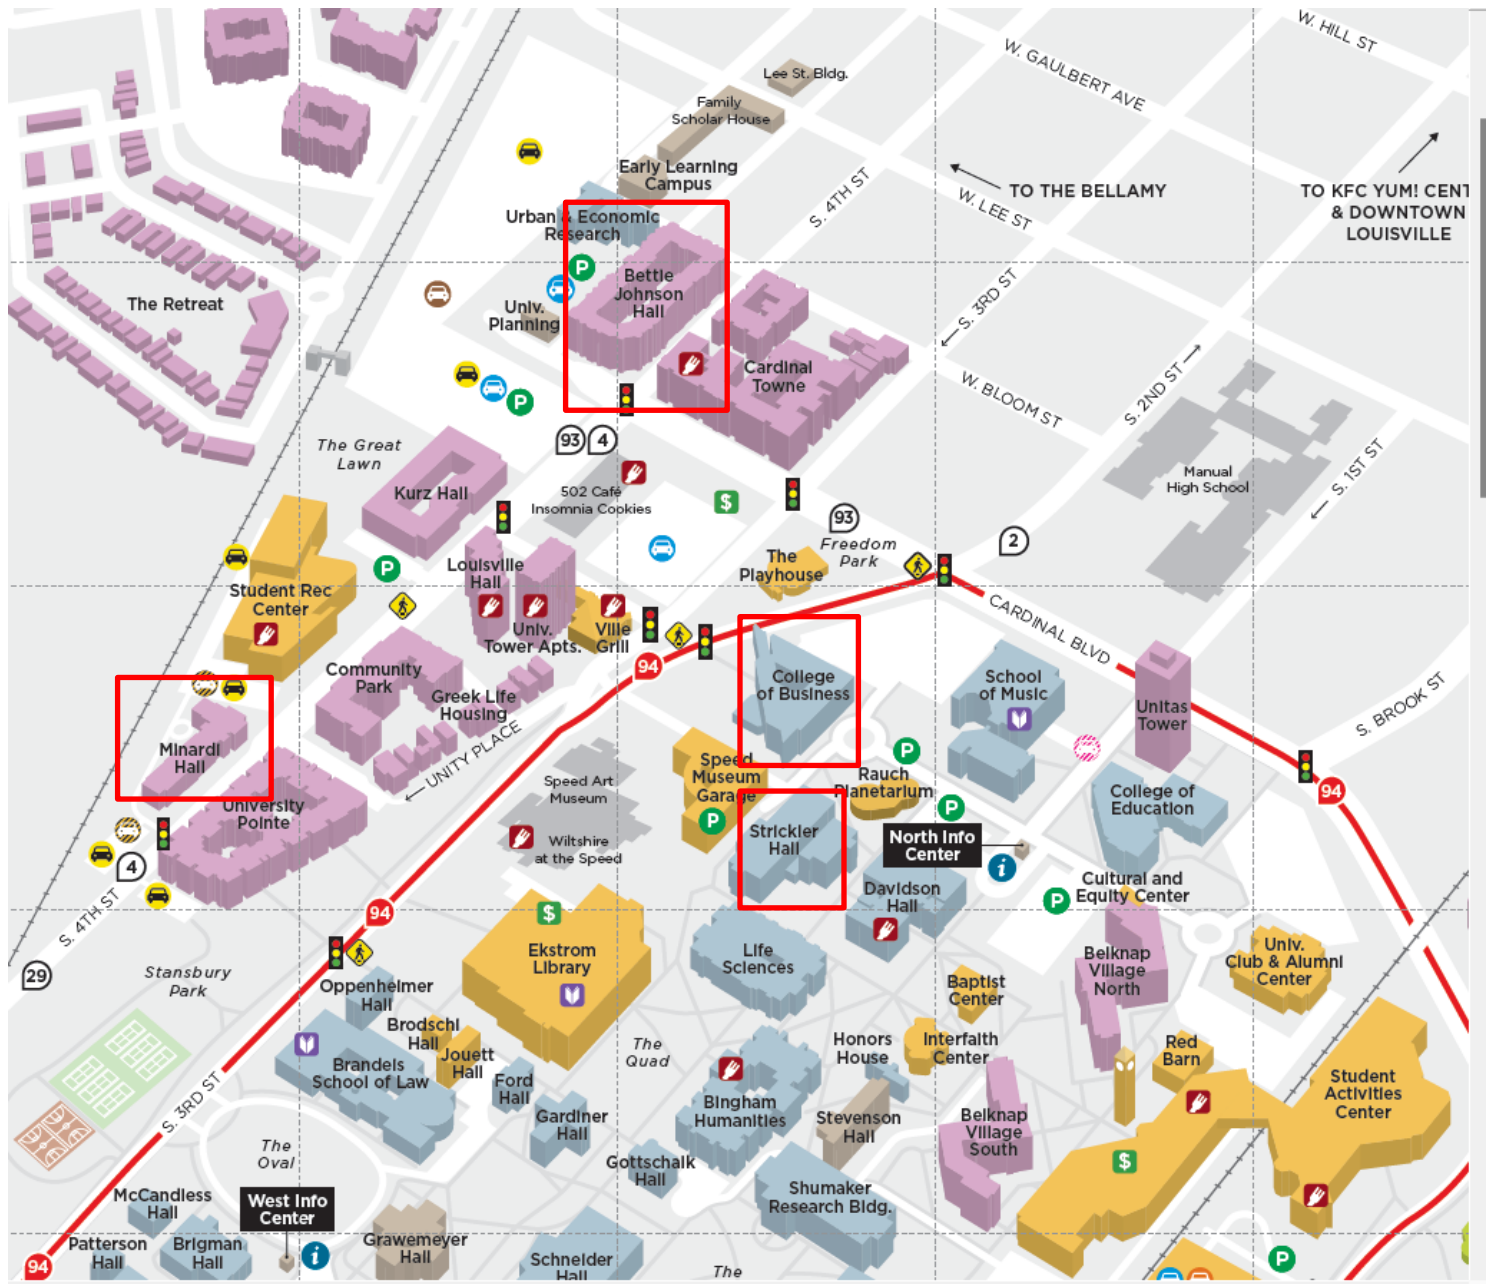 W. HILL ST
W. GAULBERT AVE
Lee St. Bldg.
Family
Scholar House
Early Learning
Campus
TO THE BELLAMY
TO KFC YUM! CENT
& DOWNTOWN
LOUISVILLE
S. 4TH ST
W. LEE ST
Urban & Economic
Research
P
Bettie
Johnson
Hall
The Retreat
Univ.
Planning
S. 3RD ST
Cardinal
Towne
W. BLOOM ST
S. 2ND ST
P
93
4
The Great
Lawn
Kurz Hall
502 Café
Insomnia Cookies
$
Manual
High School
S. 1ST ST
93
2
Freedom
Park
The
Playhouse
Louisville
Hall
P
Student Rec
Center
CARDINAL BLVD
Univ.
Tower Apts.
Ville
Grill
94
Community
Park
Greek Life
Housing
College
of Business
School
of Music
Unitas
Tower
S. BROOK ST
Minardi
Hall
UNITY PLACE
Speed
Museum
Garage
P
P
Rauch
Planetarium
P
Speed Art
Museum
College of
Education
94
University
Pointe
Strickler
Hall
North Info
Center
i
Wiltshire
at the Speed
4
Davidson
Hall
Cultural and
Equity Center
P
S. 4TH ST
94
$
29
Stansbury
Park
Ekstrom
Library
Life
Sciences
Belknap
Village
North
Univ.
Club & Alumni
Center
Oppenheimer
Hall
Baptist
Center
Brodschi
Hall
Jouett
Hall
The
Quad
Honors
House
Interfaith
Center
Red
Barn
Brandeis
School of Law
Ford
Hall
Student
Activities
Center
Bingham
Humanities
Gardiner
Hall
Stevenson
Hall
Belknap
Village
South
S. 3RD ST
The
Oval
Gottschalk
Hall
$
Shumaker
Research Bldg.
McCandless
Hall
West Info
Center
i
Patterson
Hall
Brigman
Hall
Grawemeyer
Hall
Schneider
Hall
The
P
94